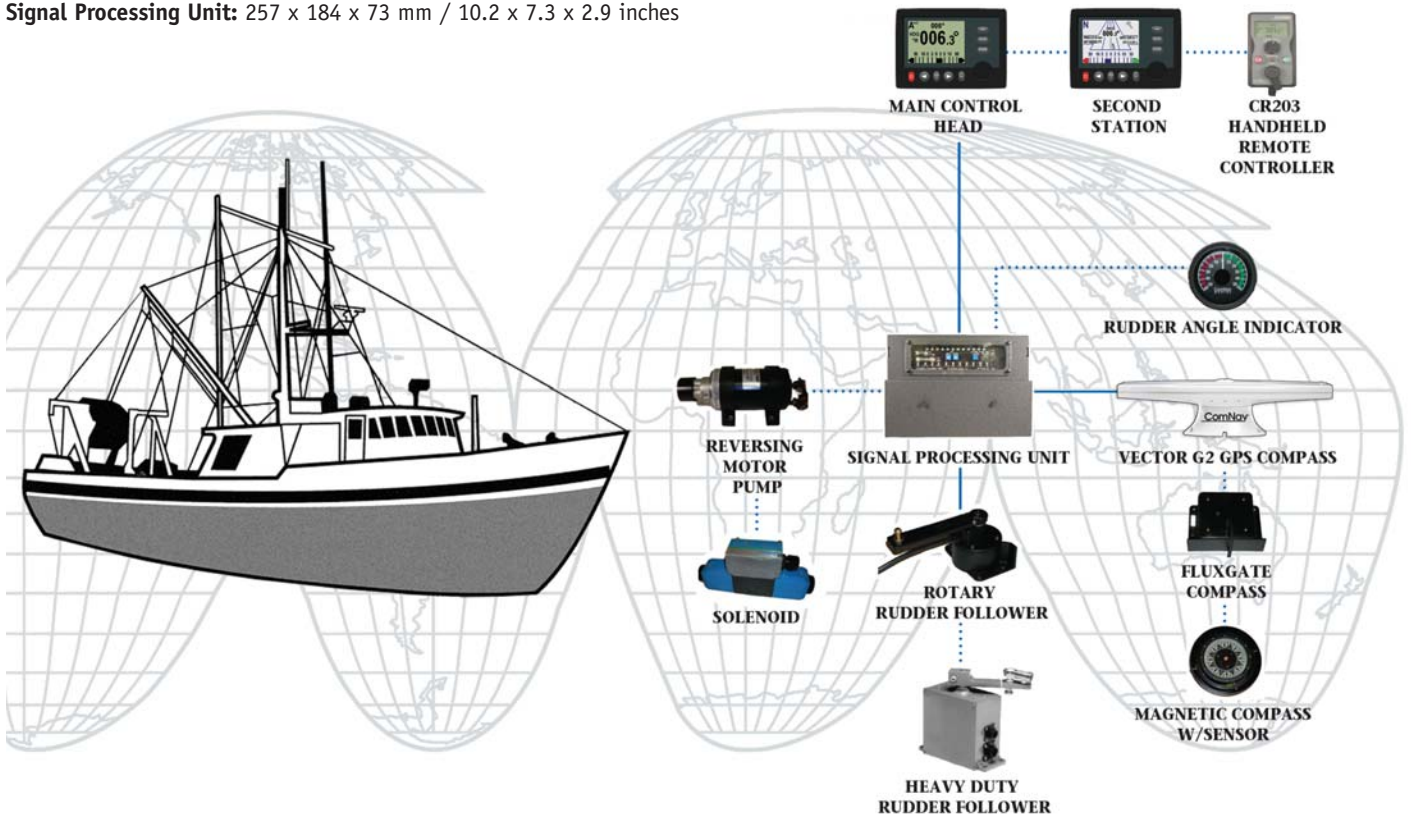 Signal Processing Unit: 257 x 184 x 73 mm / 10.2 x 7.3 x 2.9 inches
006.3°
MAIN CONTROL
HEAD
SECOND
STATION
CR203
HANDHELD
REMOTE
CONTROLLER
RUDDER ANGLE INDICATOR
REVERSING
MOTOR
PUMP
SIGNAL PROCESSING UNIT
ComNav
VECTOR G2 GPS COMPASS
SOLENOID
ROTARY
RUDDER FOLLOWER
FLUXGATE
COMPASS
MAGNETIC COMPASS
W/SENSOR
HEAVY DUTY
RUDDER FOLLOWER